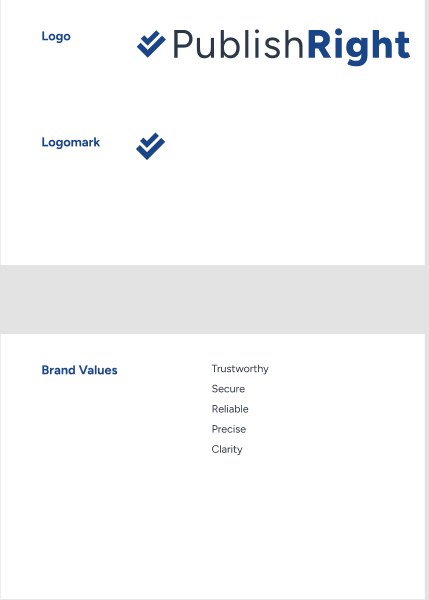 Logo
PublishRight
Logomark
Brand Values
Trustworthy
Secure
Reliable
Precise
Clarity